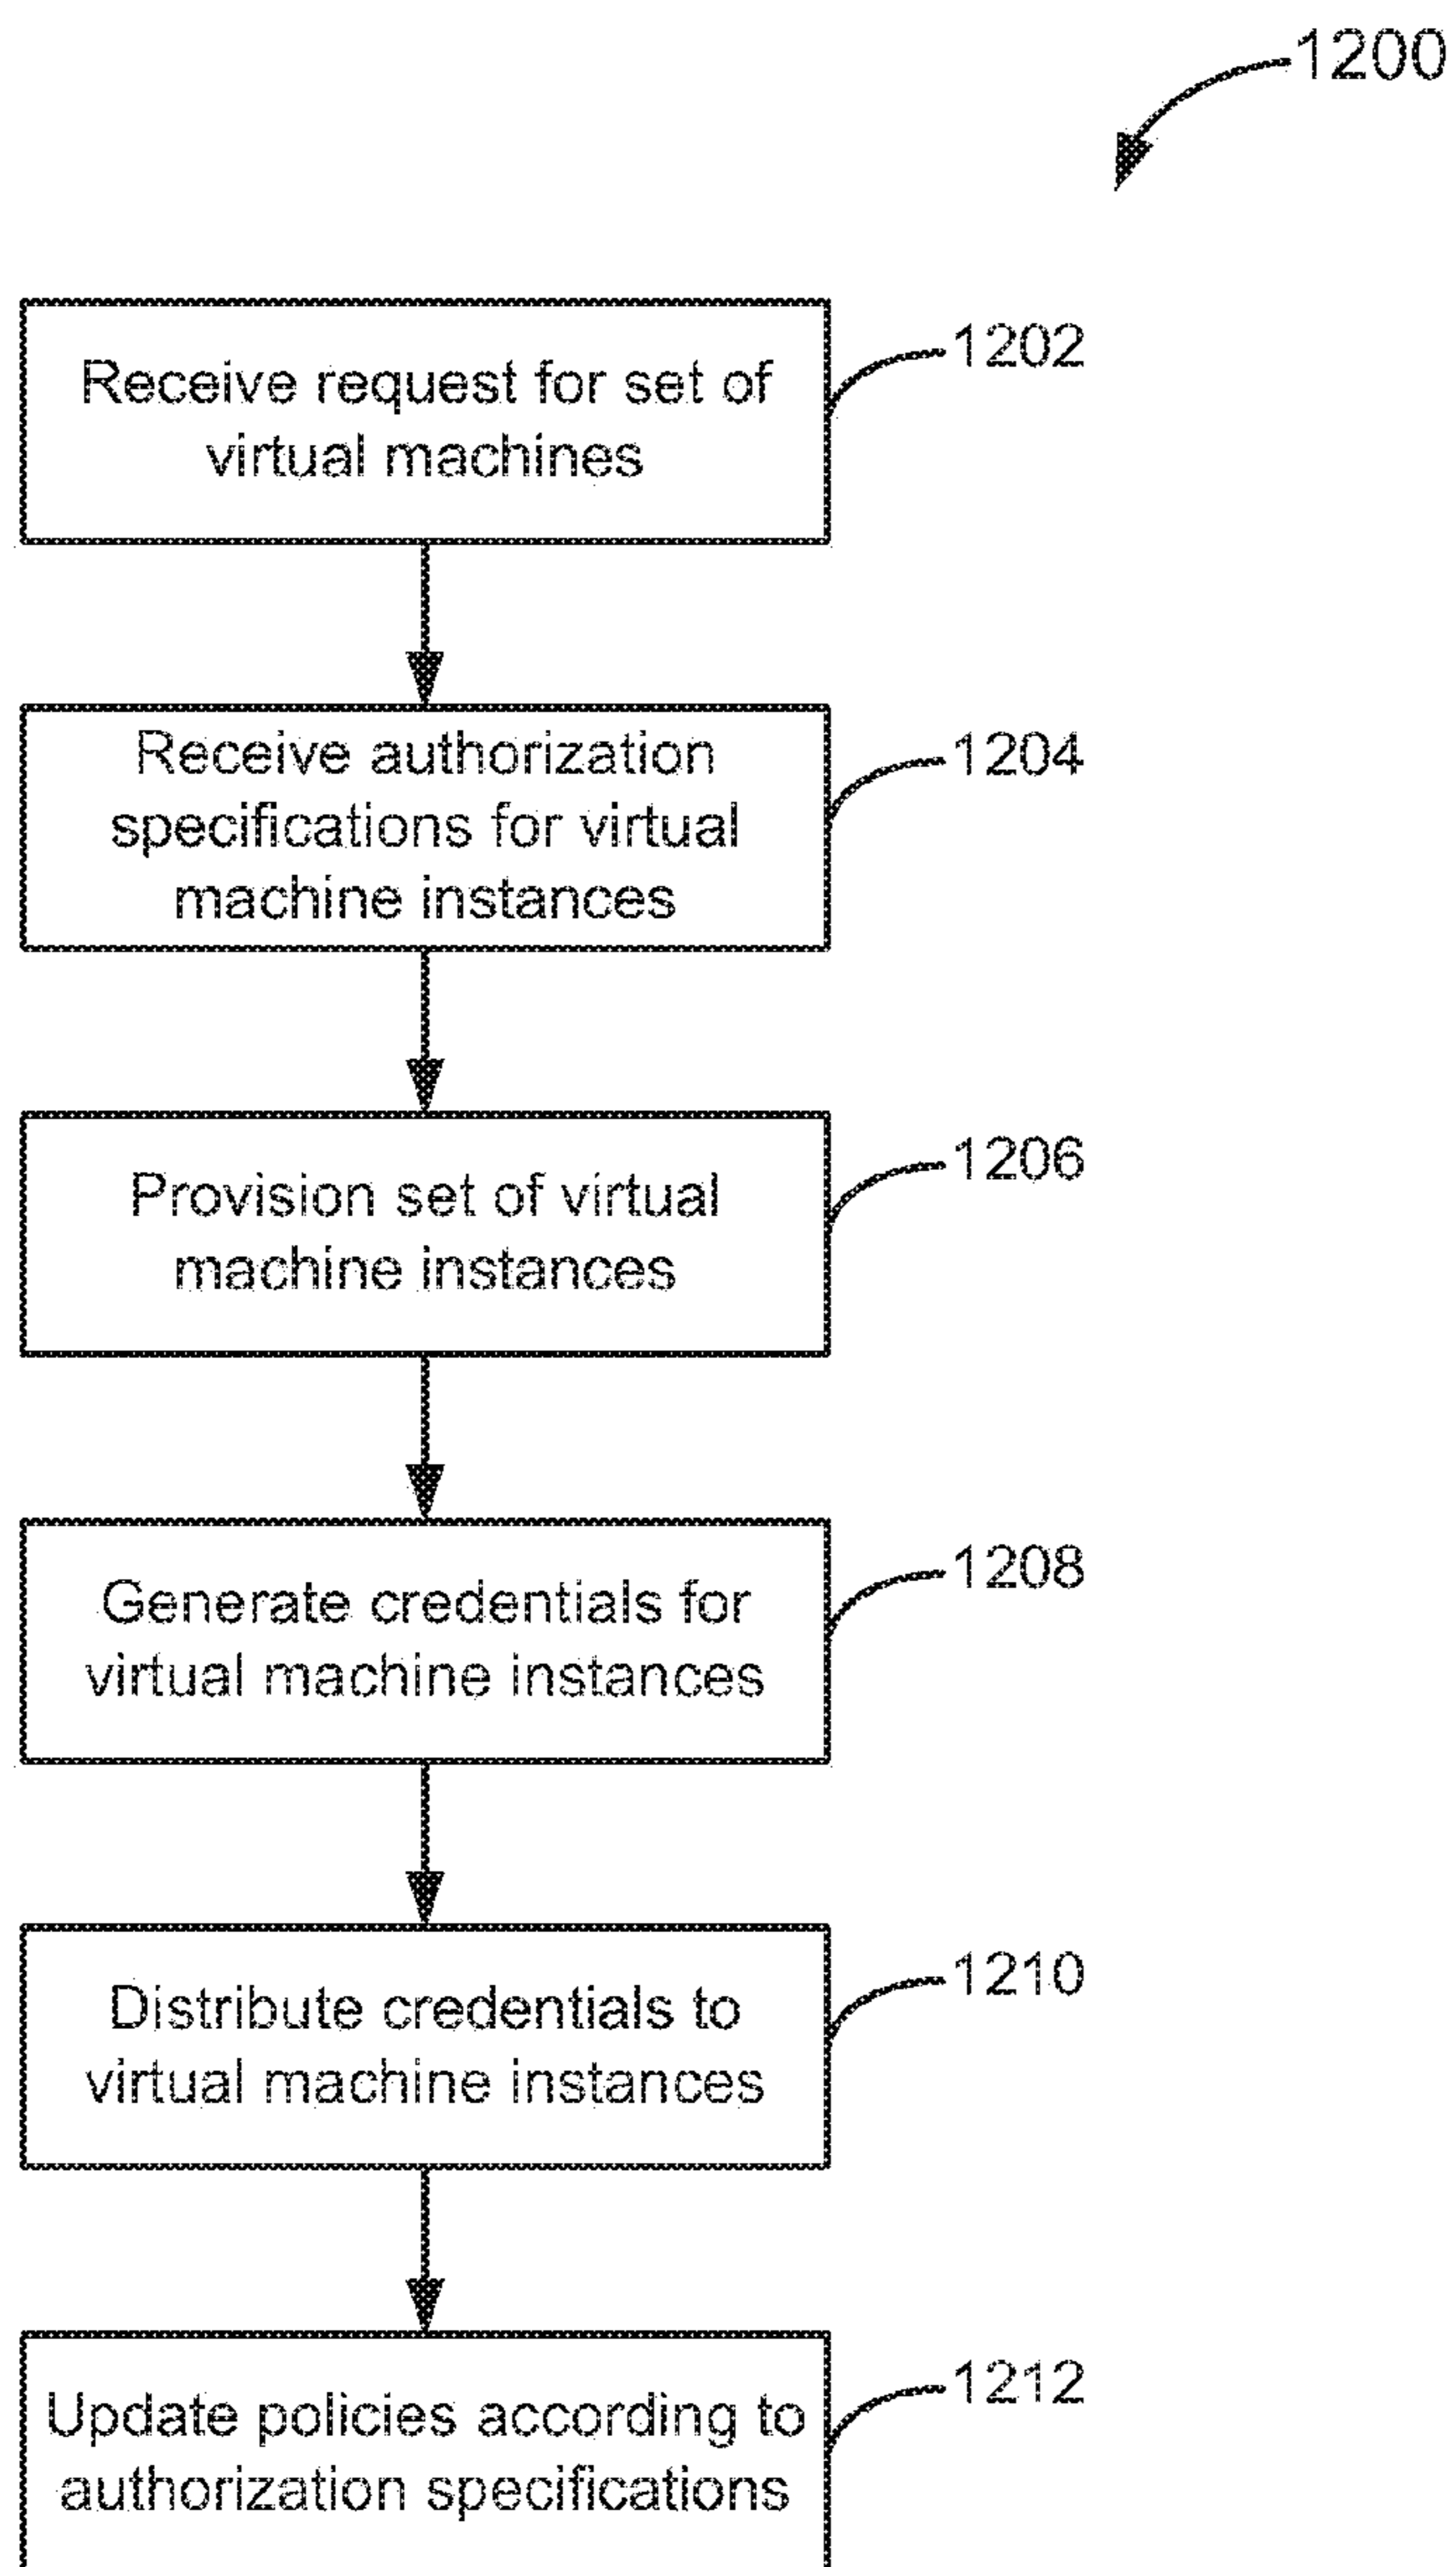 1200
Receive request for set of
virtual machines
1202
Receive authorization
specifications for virtual
machine instances
1204
Provision set of virtual
machine instances
1206
Generate credentials for
virtual machine instances
1208
Distribute credentials to
virtual machine instances
1210
Update policies according to
authorization specifications
1212